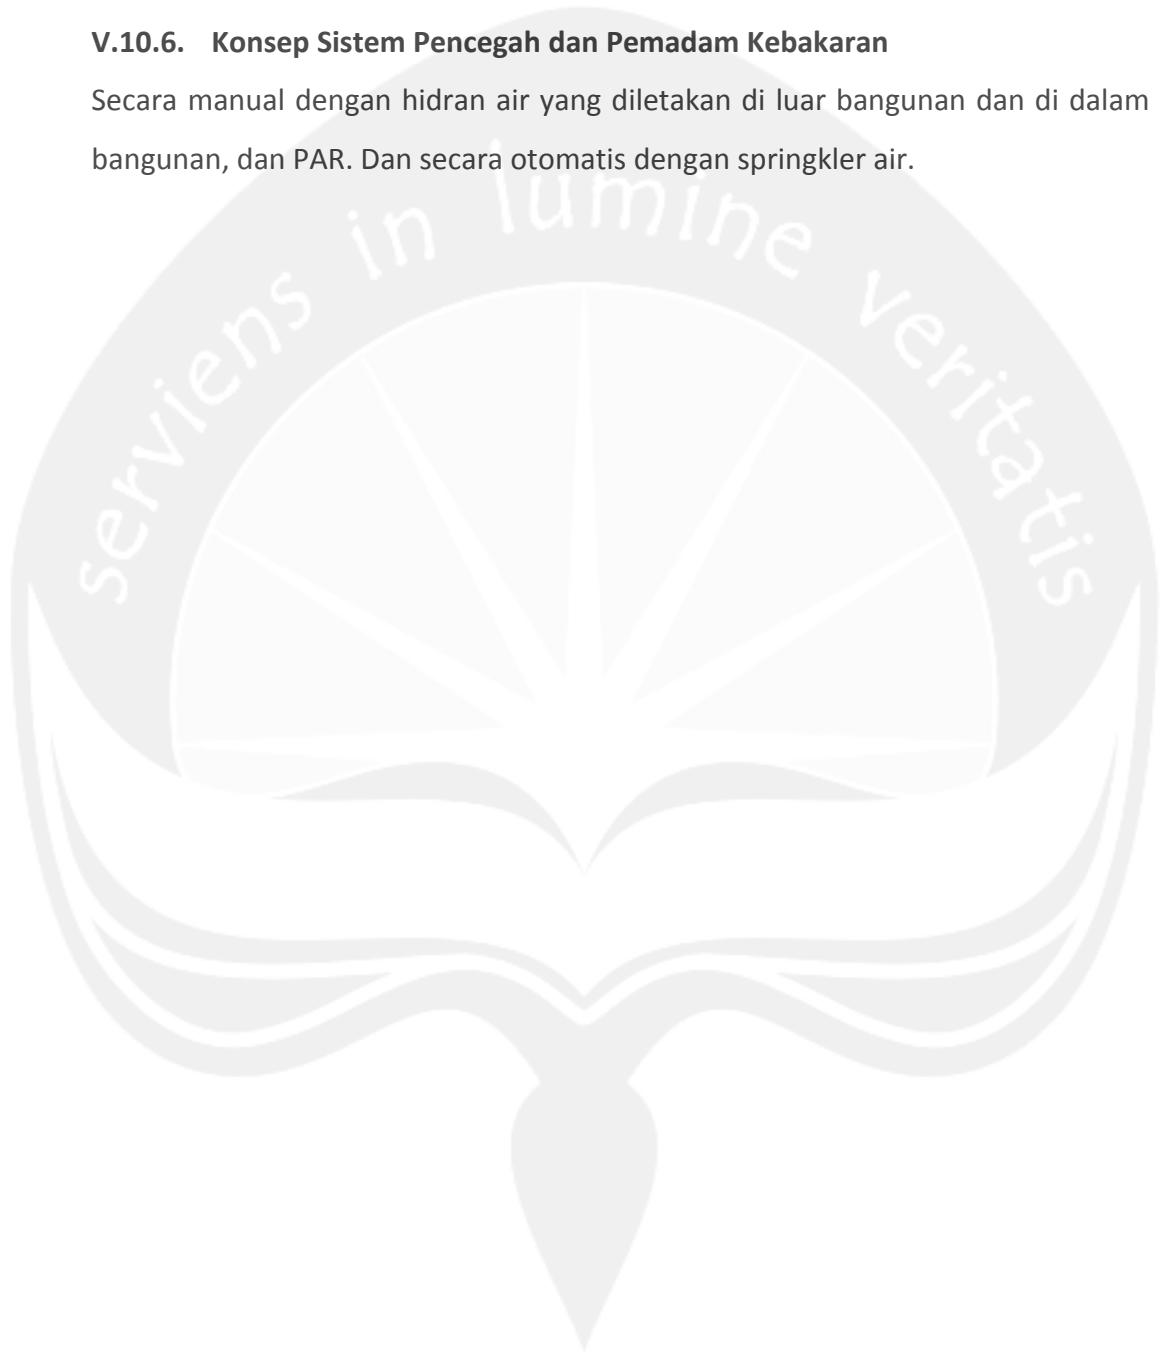 V.10.6. Konsep Sistem Pencegah dan Pemadam Kebakaran
Secara manual dengan hidran air yang diletakan di luar bangunan dan di dalam
bangunan, dan PAR. Dan secara otomatis dengan springkler air.
serviens in lumine veritatis